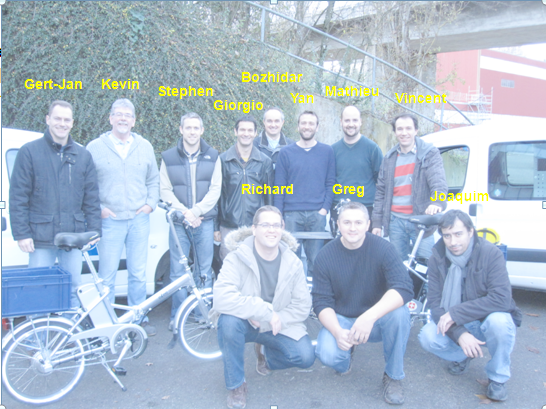 Gert-Jan
Kevin
Stephen
Giorgio
Bozhidar
Yan
Mathieu
Vincent
Richard
Greg
Joaquim